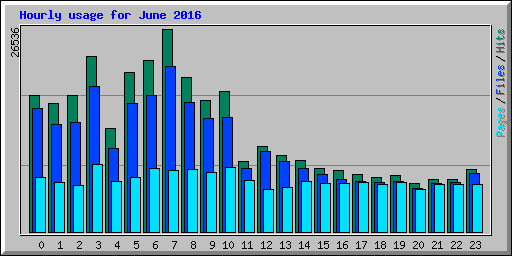 Hourly usage for June 2016
26536
Pages/Files/Hits
0 1 2 3 4 5 6 7 8 9 10 11 12 13 14 15 16 17 18 19 20 21 22 23